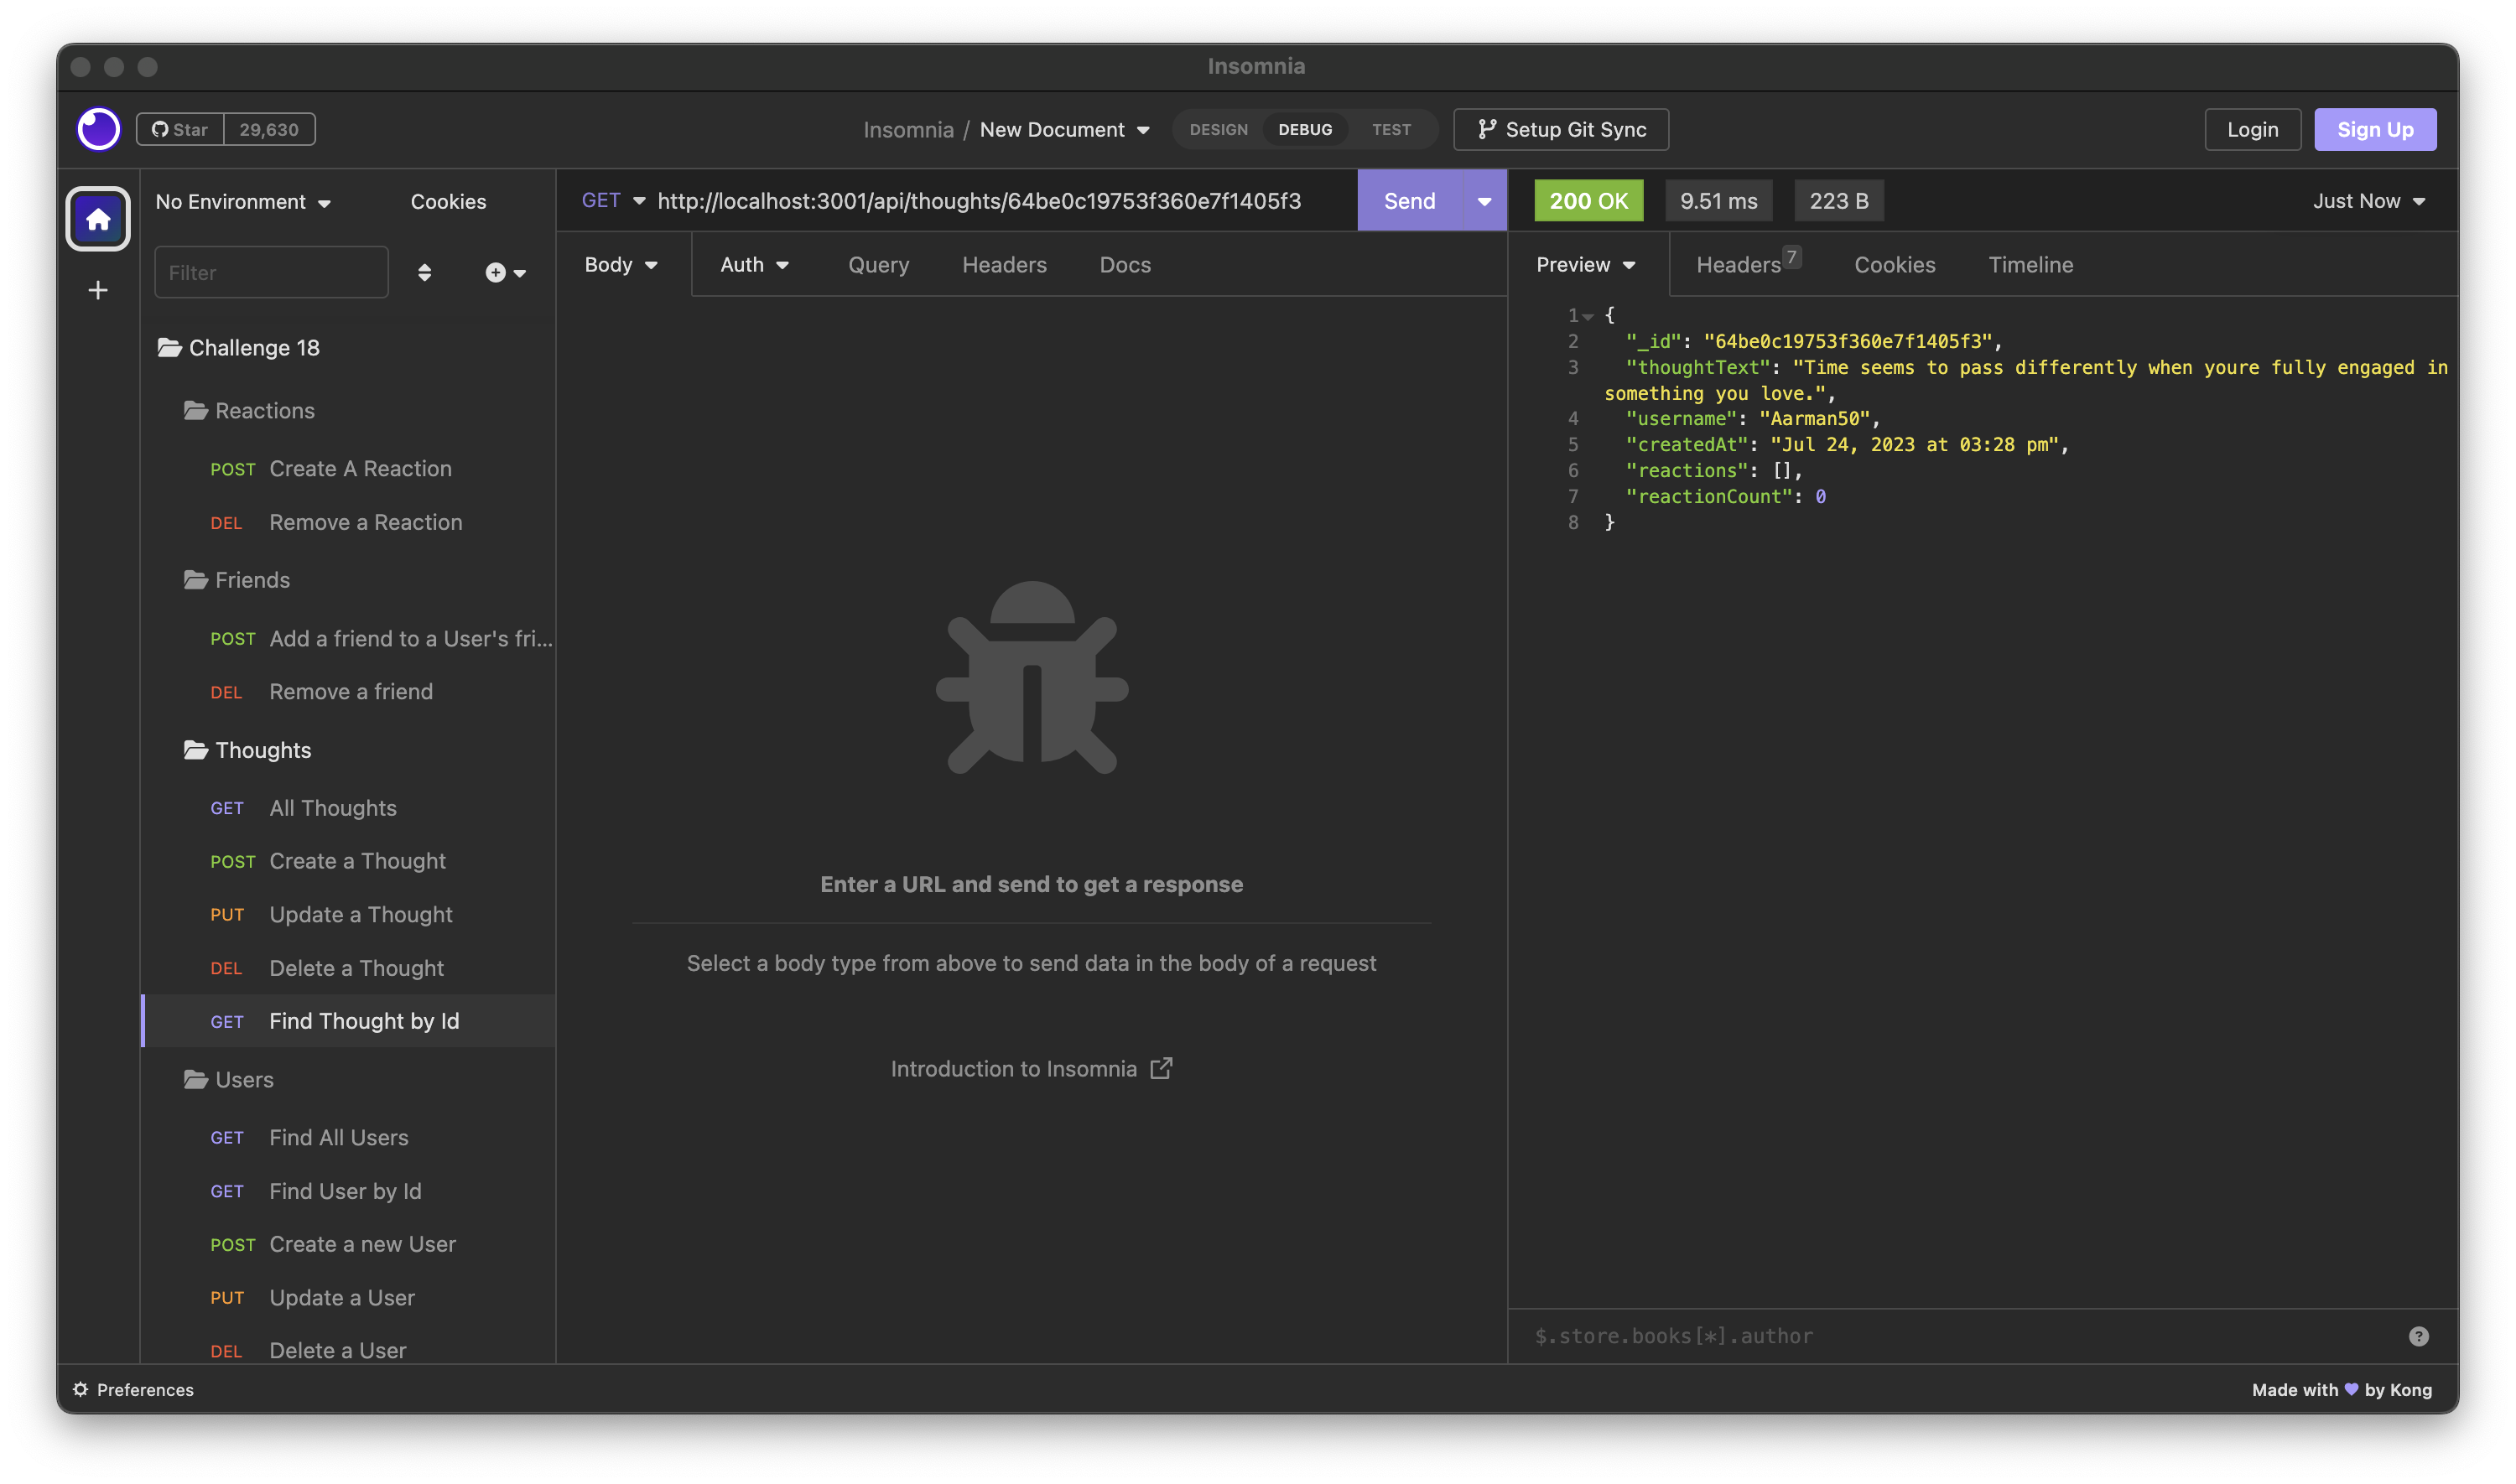 Insomnia
Star 29,630
Insomnia / New Document
DESIGN DEBUG TEST
Setup Git Sync
Login
Sign Up
No Environment
Cookies
Filter
Challenge 18
Reactions
POST Create A Reaction
DEL Remove a Reaction
Friends
POST Add a friend to a User's fri...
DEL Remove a friend
Thoughts
GET All Thoughts
POST Create a Thought
PUT Update a Thought
DEL Delete a Thought
GET Find Thought by Id
Users
GET Find All Users
GET Find User by Id
POST Create a new User
PUT Update a User
DEL Delete a User
GET http://localhost:3001/api/thoughts/64be0c19753f360e7f1405f3
Send
Body Auth Query Headers Docs
Enter a URL and send to get a response
Select a body type from above to send data in the body of a request
Introduction to Insomnia
200 OK 9.51 ms 223 B
Just Now
Preview Headers 7 Cookies Timeline
1 {
2 "_id": "64be0c19753f360e7f1405f3",
3 "thoughtText": "Time seems to pass differently when youre fully engaged in
something you love.",
4 "username": "Aarman50",
5 "createdAt": "Jul 24, 2023 at 03:28 pm",
6 "reactions": [],
7 "reactionCount": 0
8 }
$.store.books[*].author
?
Preferences
Made with 💜 by Kong